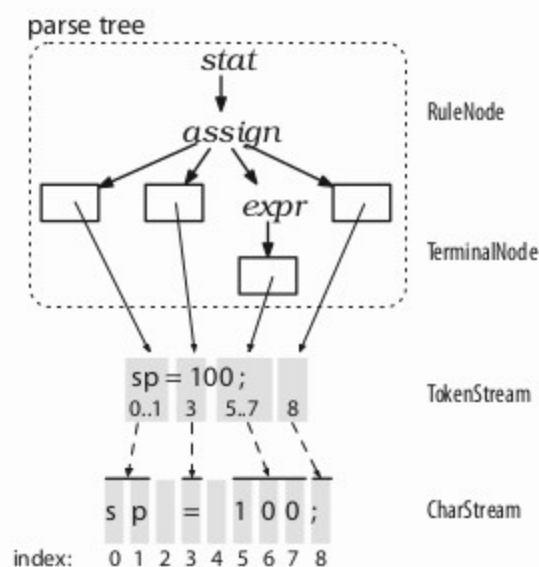 parse tree
stat
RuleNode
assign
expr
TerminalNode
sp = 100 ;
TokenStream
0..1 3 5..7 8
s p = 1 0 0 ;
CharStream
index: 0 1 2 3 4 5 6 7 8